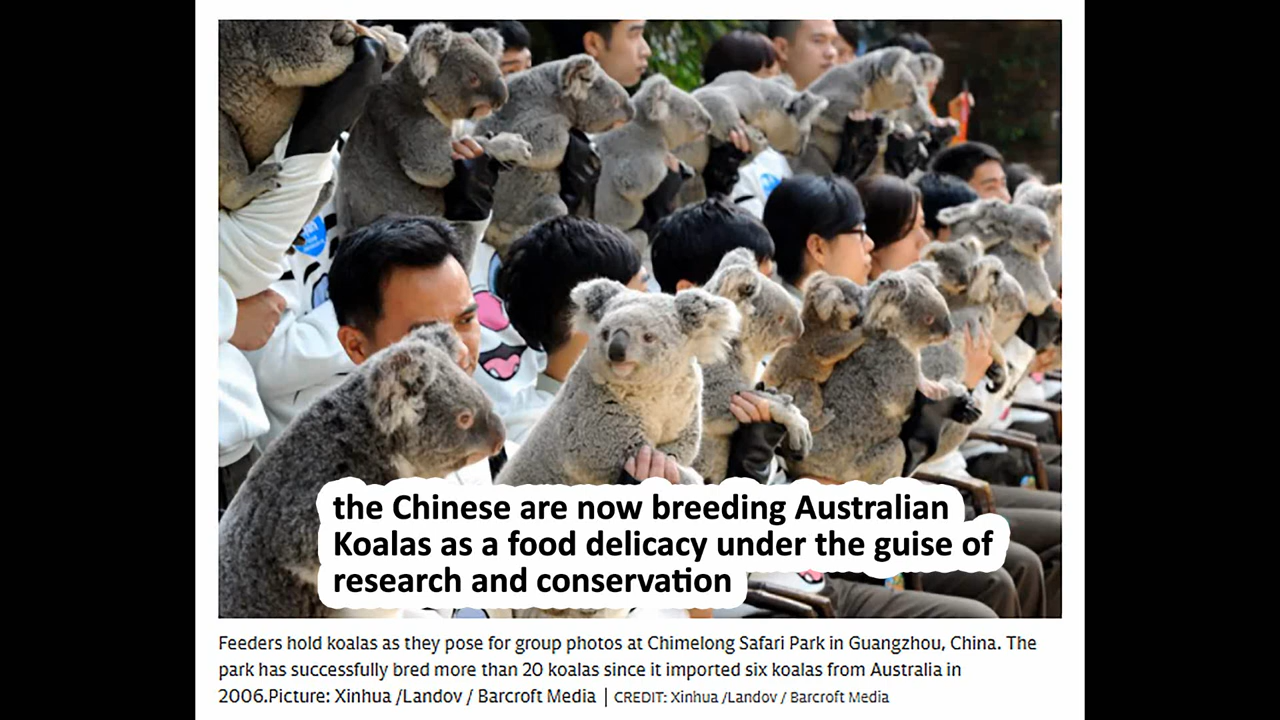 the Chinese are now breeding Australian
Koalas as a food delicacy under the guise of
research and conservation
Feeders hold koalas as they pose for group photos at Chimelong Safari Park in Guangzhou, China. The
park has successfully bred more than 20 koalas since it imported six koalas from Australia in
2006.Picture: Xinhua /Landov / Barcroft Media | CREDIT: Xinhua /Landov / Barcroft Media